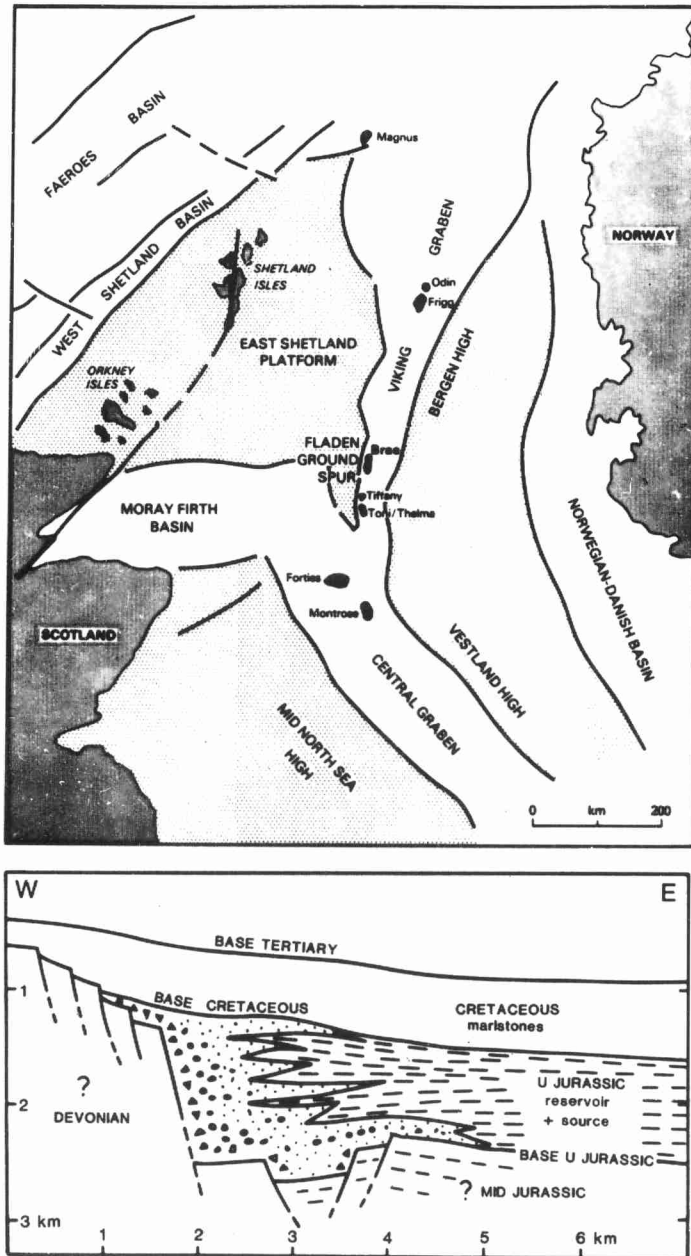 Magnus
FAEROES BASIN
WEST SHETLAND BASIN
SHETLAND
ISLES
ORKNEY
ISLES
EAST SHETLAND
PLATFORM
VIKING GRABEN
Odin
Frigg
BERGEN HIGH
NORWAY
FLADEN
GROUND
SPUR
Brae
Tiffany
Toni/Thelma
MORAY FIRTH
BASIN
Forties
Montrose
SCOTLAND
MID NORTH SEA
HIGH
CENTRAL GRABEN
VESTLAND HIGH
NORWEGIAN-DANISH BASIN
0 km 200
W E
BASE TERTIARY
1
BASE CRETACEOUS
CRETACEOUS
marlstones
?
DEVONIAN
2
U JURASSIC
reservoir
+ source
BASE U JURASSIC
? MID JURASSIC
3 km 1 2 3 4 5 6 km